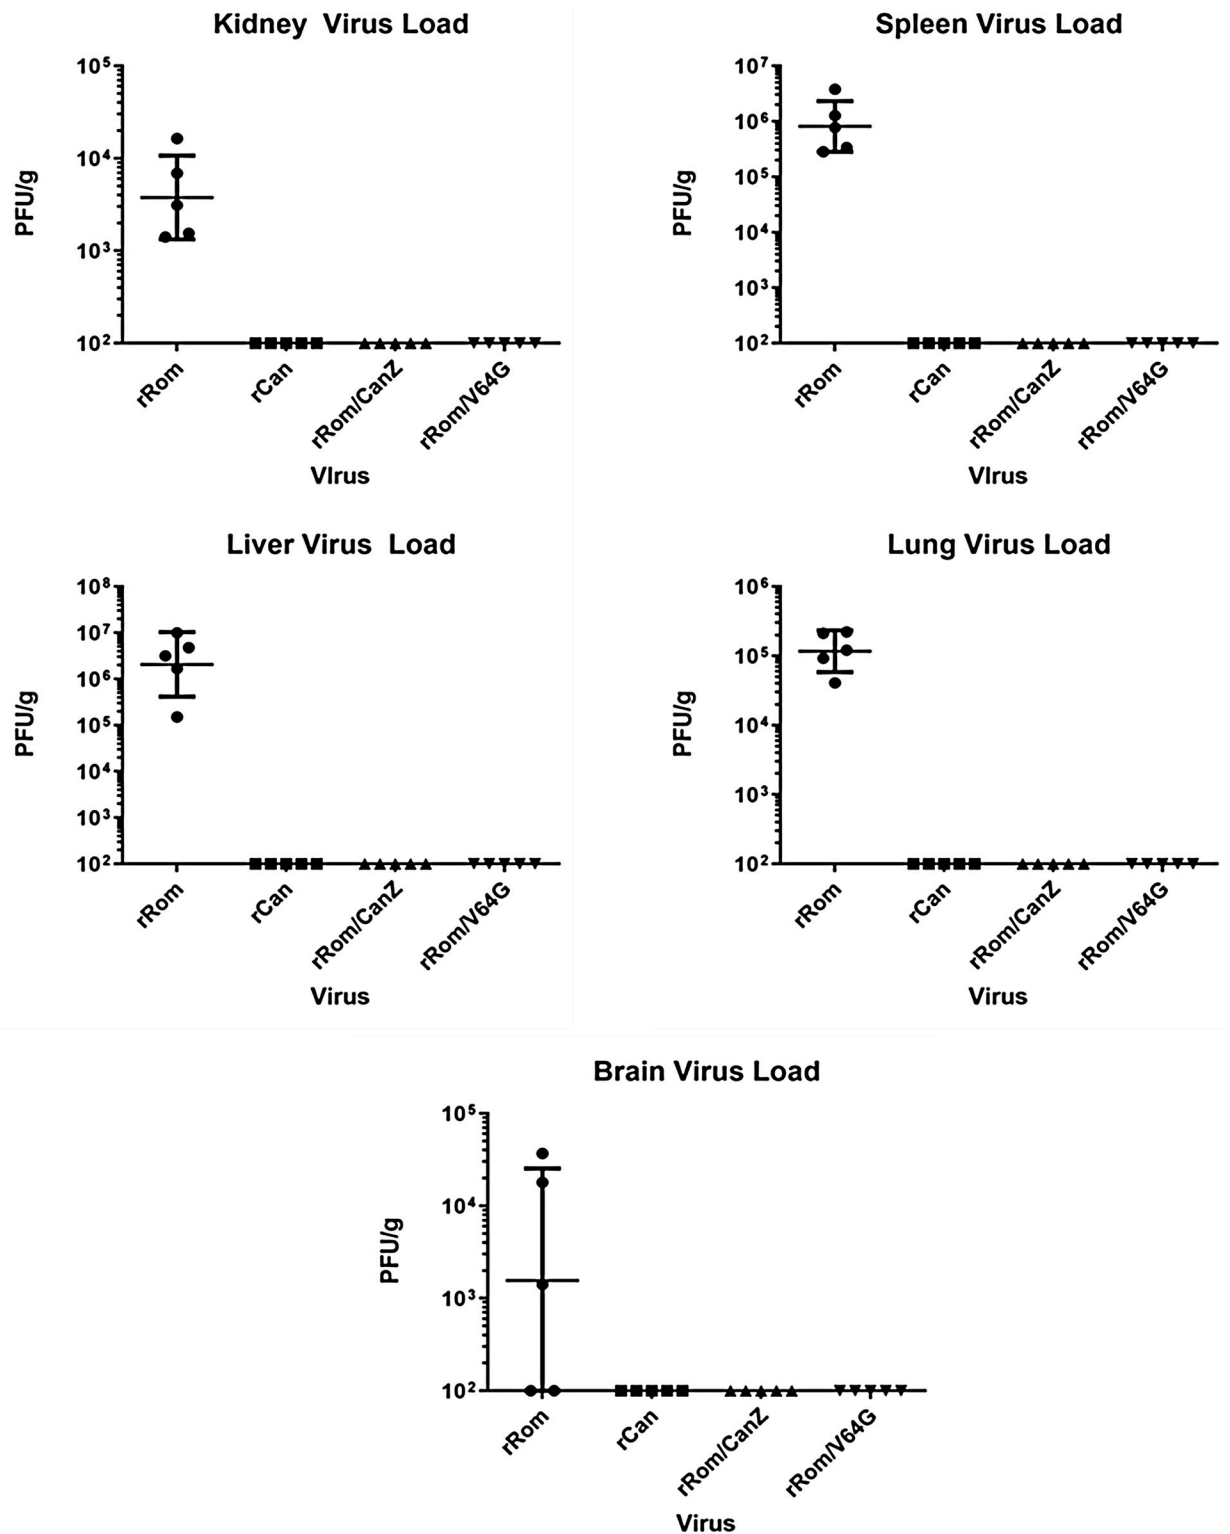 Kidney  Virus Load
PFU/g
10⁵
10⁴
10³
10²
rRom
rCan
rRom/CanZ
rRom/V64G
VIrus
Spleen Virus Load
PFU/g
10⁷
10⁶
10⁵
10⁴
10³
10²
rRom
rCan
rRom/CanZ
rRom/V64G
VIrus
Liver Virus  Load
PFU/g
10⁸
10⁷
10⁶
10⁵
10⁴
10³
10²
rRom
rCan
rRom/CanZ
rRom/V64G
Virus
Lung Virus Load
PFU/g
10⁶
10⁵
10⁴
10³
10²
rRom
rCan
rRom/CanZ
rRom/V64G
Virus
Brain Virus Load
PFU/g
10⁵
10⁴
10³
10²
rRom
rCan
rRom/CanZ
rRom/V64G
Virus